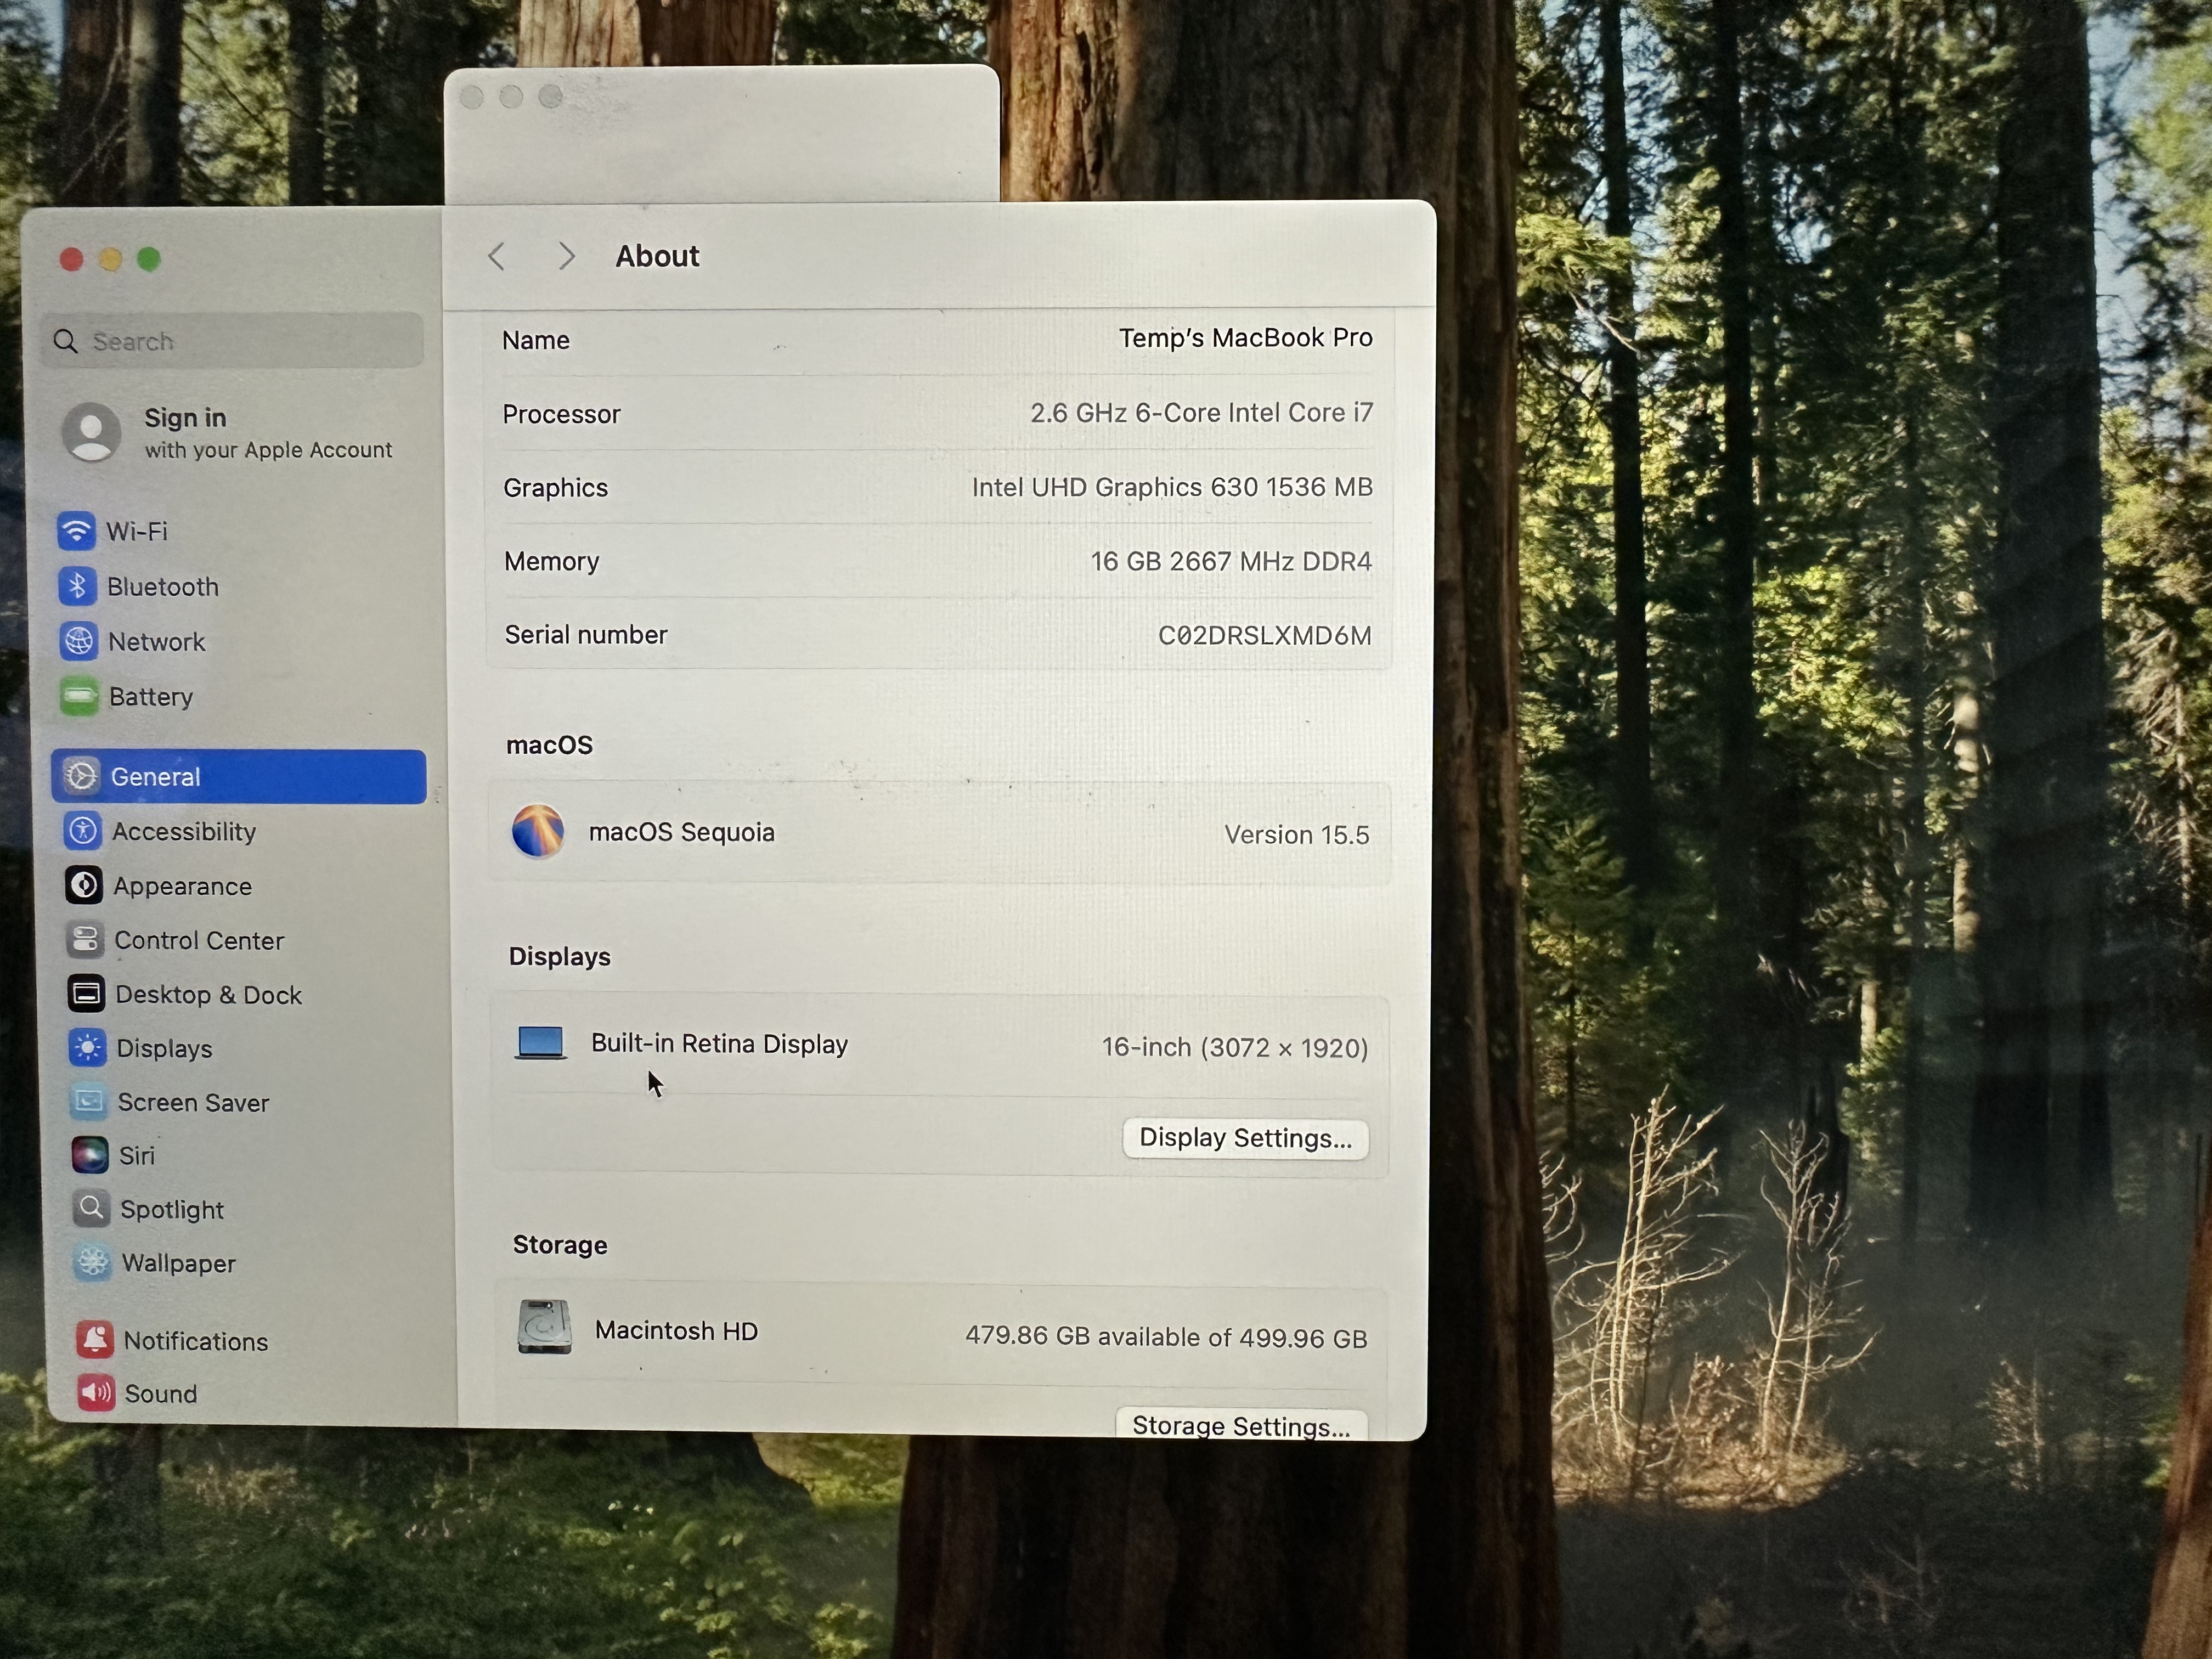 About
Search
Sign in
with your Apple Account
Wi-Fi
Bluetooth
Network
Battery
General
Accessibility
Appearance
Control Center
Desktop & Dock
Displays
Screen Saver
Siri
Spotlight
Wallpaper
Notifications
Sound
Name Temp's MacBook Pro
Processor 2.6 GHz 6-Core Intel Core i7
Graphics Intel UHD Graphics 630 1536 MB
Memory 16 GB 2667 MHz DDR4
Serial number C02DRSLXMD6M
macOS
macOS Sequoia Version 15.5
Displays
Built-in Retina Display 16-inch (3072 × 1920)
Display Settings...
Storage
Macintosh HD 479.86 GB available of 499.96 GB
Storage Settings...